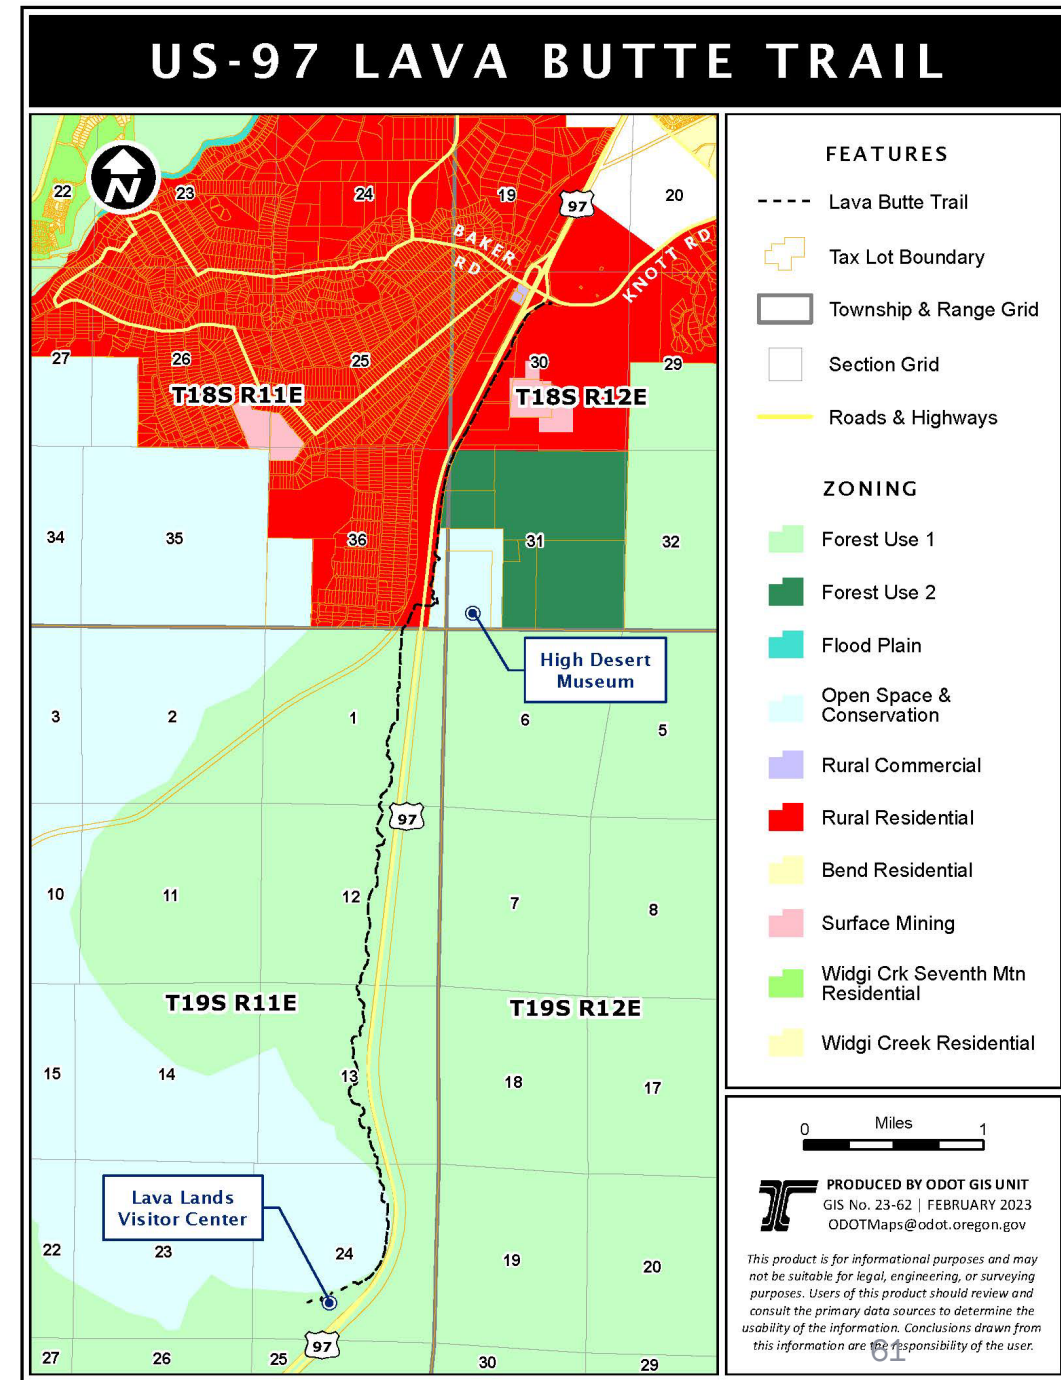 US-97 LAVA BUTTE TRAIL
N
22
23
24
19
97
20
BAKER
RD
KNOTT RD
27
26
25
30
29
T18S R11E
T18S R12E
34
35
36
31
32
High Desert
Museum
3
2
1
6
5
97
10
11
12
7
8
T19S R11E
T19S R12E
15
14
13
18
17
Lava Lands
Visitor Center
22
23
24
19
20
97
27
26
25
30
29
FEATURES
Lava Butte Trail
Tax Lot Boundary
Township & Range Grid
Section Grid
Roads & Highways
ZONING
Forest Use 1
Forest Use 2
Flood Plain
Open Space &
Conservation
Rural Commercial
Rural Residential
Bend Residential
Surface Mining
Widgi Crk Seventh Mtn
Residential
Widgi Creek Residential
Miles
0 1
PRODUCED BY ODOT GIS UNIT
GIS No. 23-62 | FEBRUARY 2023
ODOTMaps@odot.oregon.gov
This product is for informational purposes and may
not be suitable for legal, engineering, or surveying
purposes. Users of this product should review and
consult the primary data sources to determine the
usability of the information. Conclusions drawn from
this information are the responsibility of the user.
61